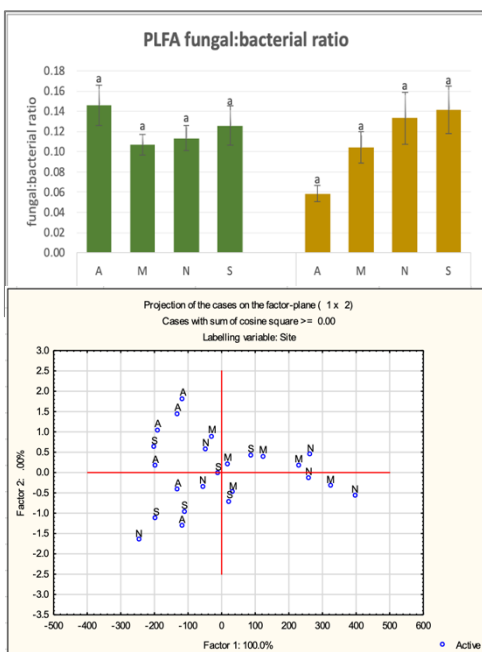 PLFA fungal:bacterial ratio
fungal:bacterial ratio
0.18
0.16
0.14
0.12
0.10
0.08
0.06
0.04
0.02
0.00
a a a a a a a a
A M N S A M N S
Projection of the cases on the factor-plane ( 1 x 2)
Cases with sum of cosine square >= 0.00
Labelling variable: Site
Factor 2: .00%
3.0
2.5
2.0
1.5
1.0
0.5
0.0
-0.5
-1.0
-1.5
-2.0
-2.5
-3.0
-3.5
A
A
A M
S N S M N
A M M
S
A N N M
M N
S S
S A
N
-500 -400 -300 -200 -100 0 100 200 300 400 500 600
Factor 1: 100.0%
Active